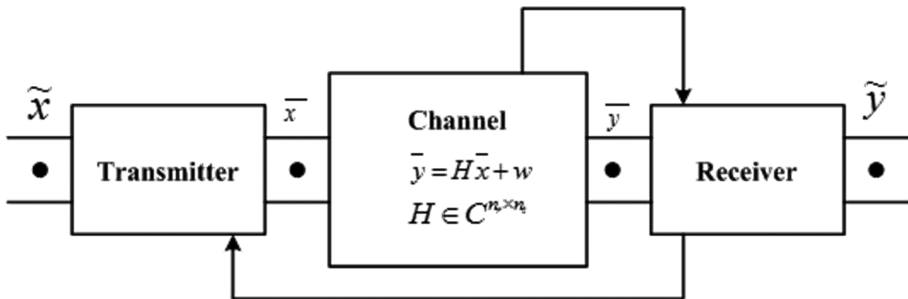 x̃
Transmitter
x̅
Channel
y̅ = Hx̅ + w
H ∈ C^{n_r×n_t}
y̅
Receiver
ỹ